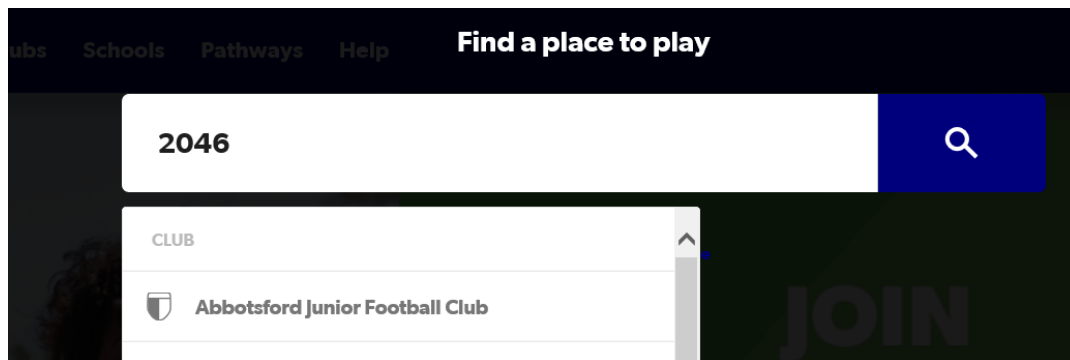 ubs Schools Pathways Help
Find a place to play
2046
CLUB
Abbotsford Junior Football Club
JOIN